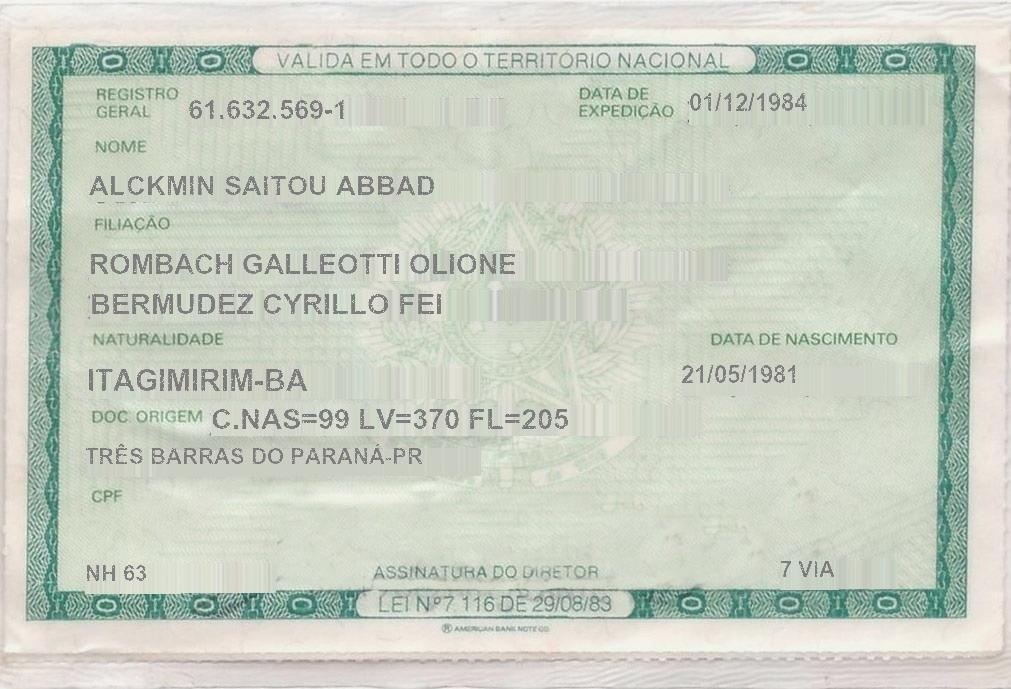 VALIDA EM TODO O TERRITÓRIO NACIONAL
REGISTRO GERAL 61.632.569-1 DATA DE EXPEDIÇÃO 01/12/1984
NOME
ALCKMIN SAITOU ABBAD
FILIAÇÃO
ROMBACH GALLEOTTI OLIONE
BERMUDEZ CYRILLO FEI
NATURALIDADE DATA DE NASCIMENTO
ITAGIMIRIM-BA 21/05/1981
DOC ORIGEM C.NAS=99 LV=370 FL=205
TRÊS BARRAS DO PARANÁ-PR
CPF
NH 63 ASSINATURA DO DIRETOR 7 VIA
LEI Nº 7.116 DE 29/08/83
AMERICAN BANK NOTE CO.